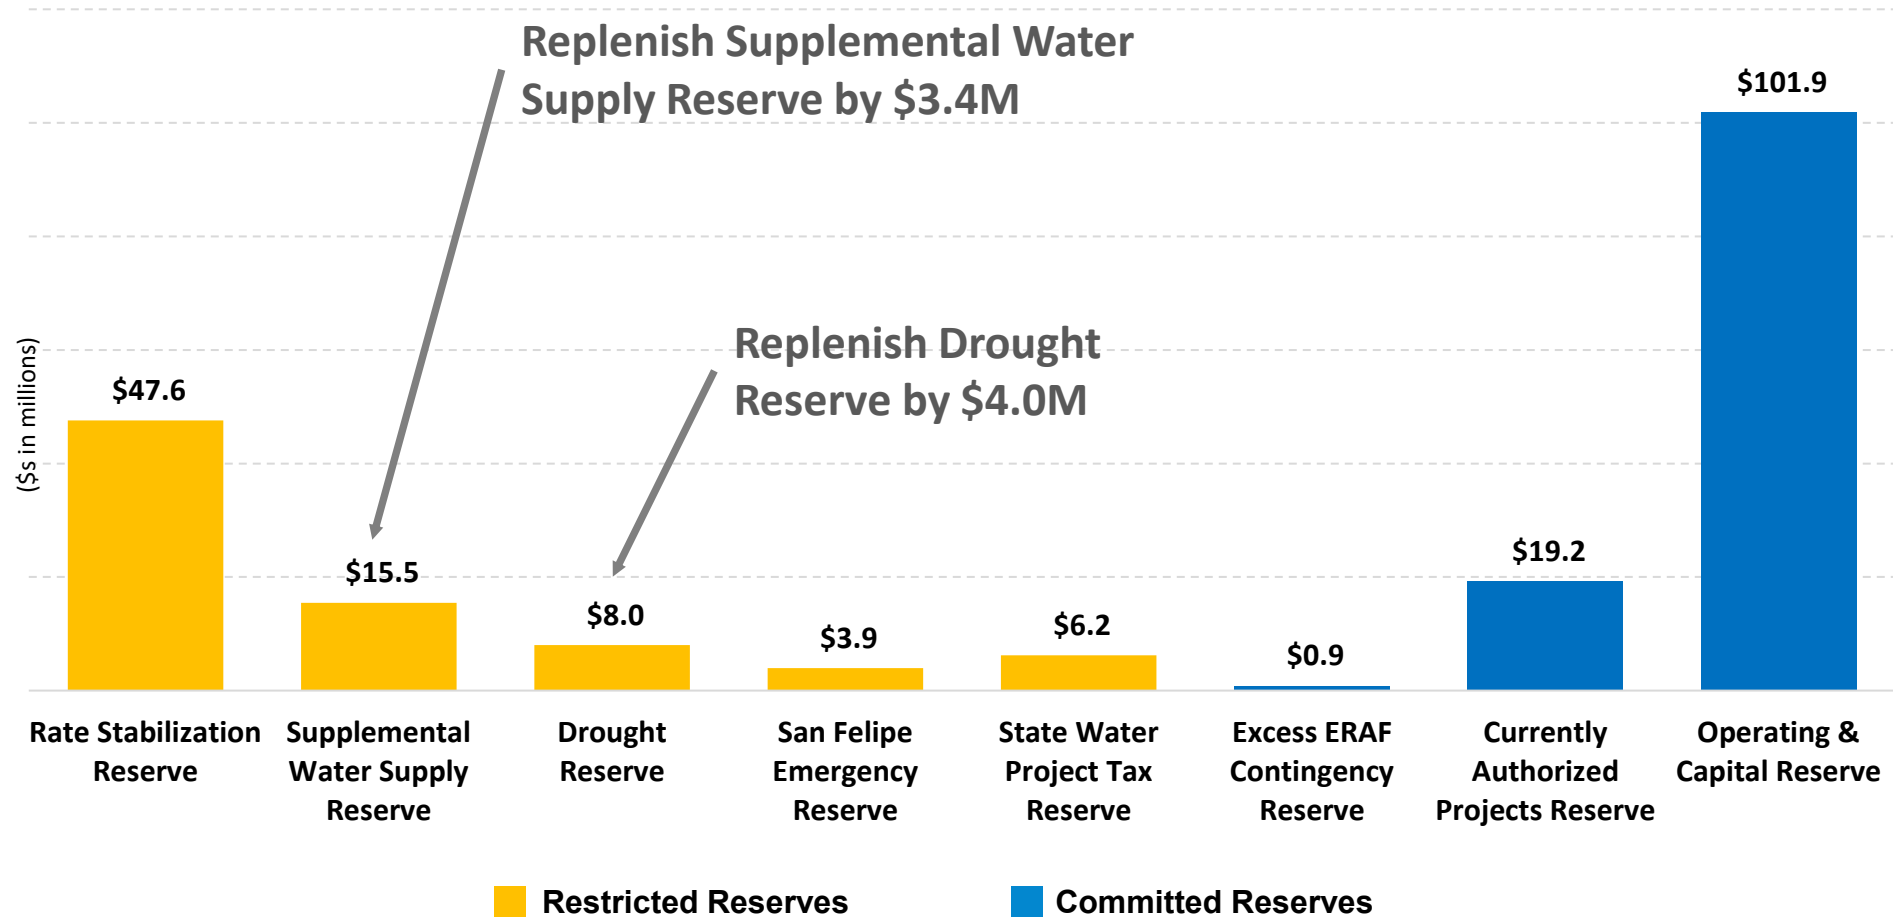 Replenish Supplemental Water
Supply Reserve by $3.4M
Replenish Drought
Reserve by $4.0M
($s in millions)
$47.6
$15.5
$8.0
$3.9
$6.2
$0.9
$19.2
$101.9
Rate Stabilization
Reserve
Supplemental
Water Supply
Reserve
Drought
Reserve
San Felipe
Emergency
Reserve
State Water
Project Tax
Reserve
Excess ERAF
Contingency
Reserve
Currently
Authorized
Projects Reserve
Operating &
Capital Reserve
Restricted Reserves
Committed Reserves